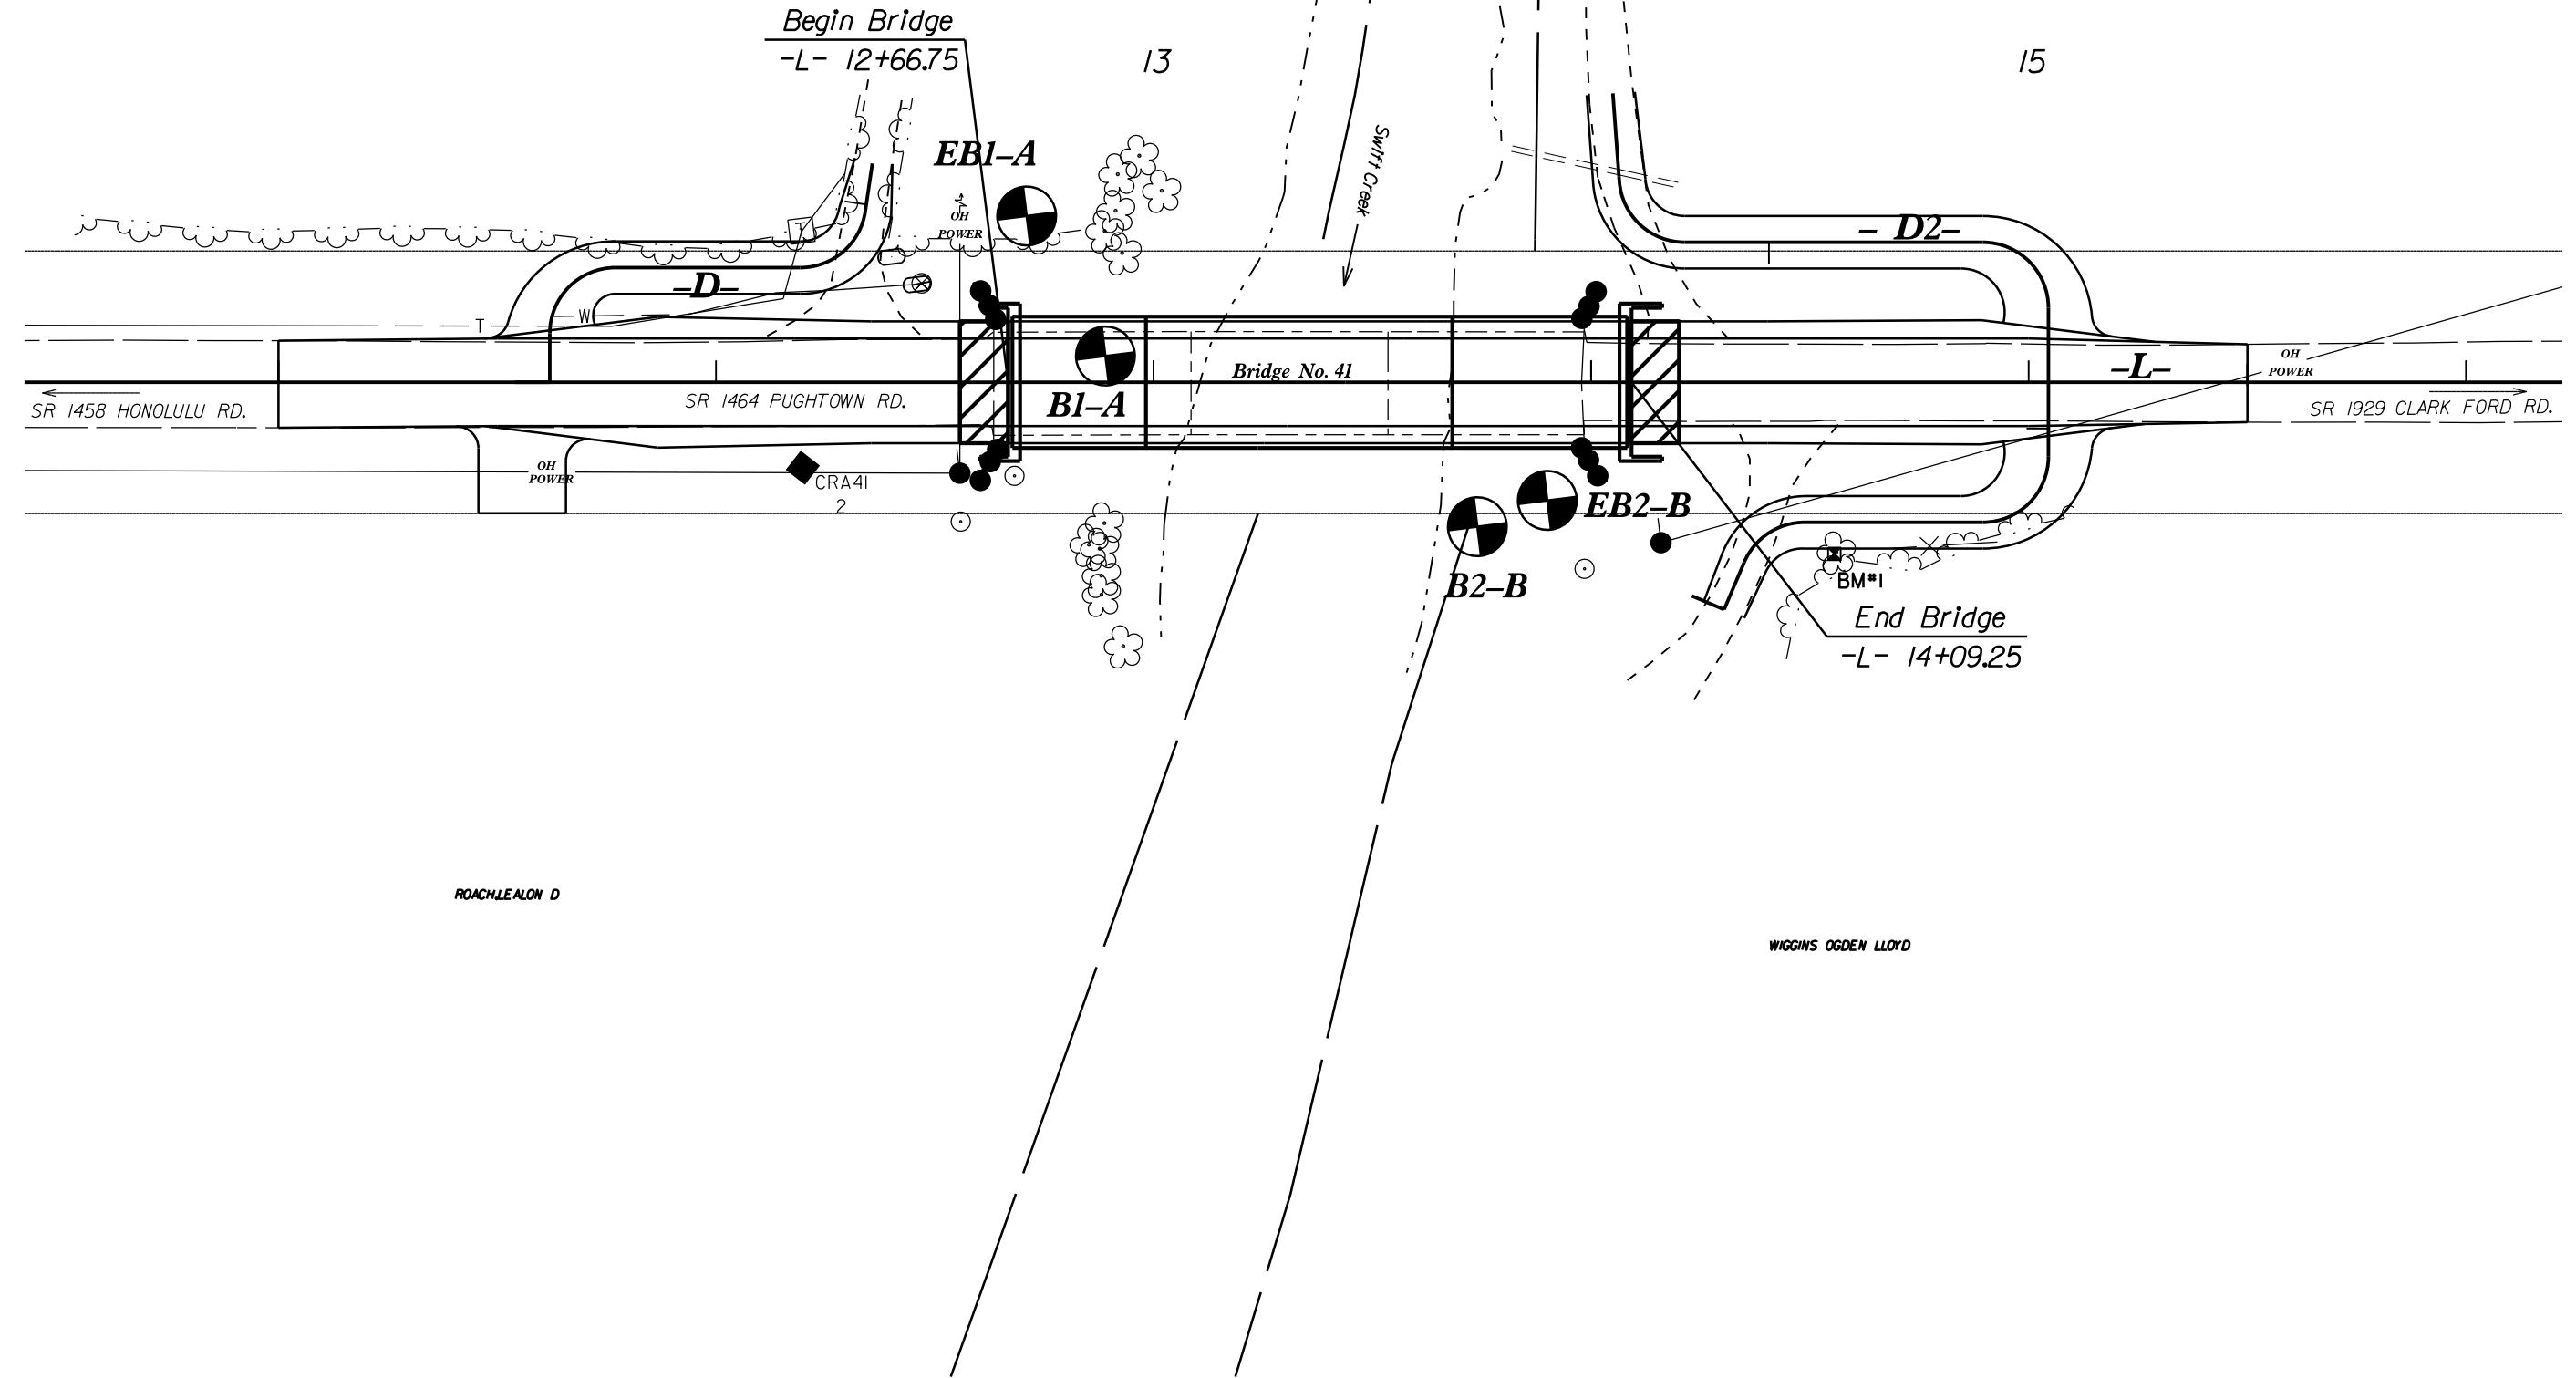 Begin Bridge
-L- 12+66.75
13
15
EB1-A
Swift Creek
OH
POWER
- D2-
-D-
T
T
W
Bridge No. 41
B1-A
-L-
OH
POWER
SR 1458 HONOLULU RD.
SR 1464 PUGHTOWN RD.
SR 1929 CLARK FORD RD.
OH
POWER
CRA41
2
EB2-B
B2-B
BM#1
End Bridge
-L- 14+09.25
ROACH,LEALON D
WIGGINS OGDEN LLOYD